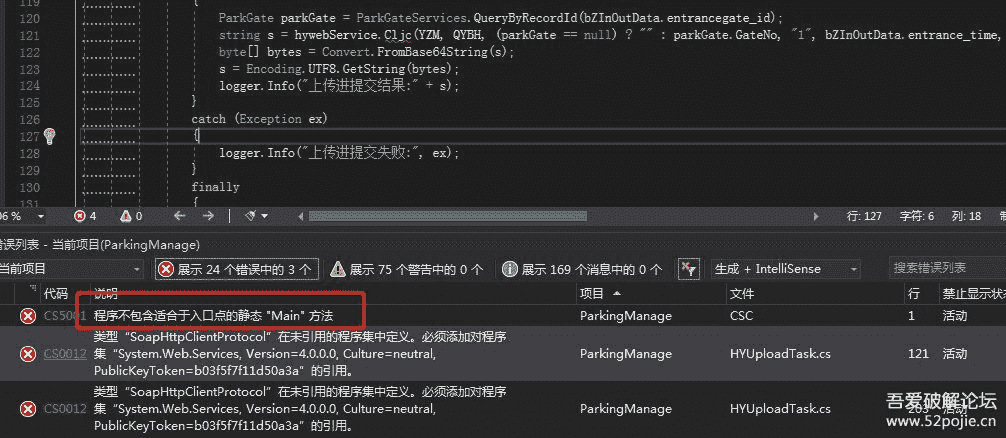 119 {
120 ParkGate parkGate = ParkGateServices.QueryByRecordId(bZInOutData.entrancegate_id);
121 string s = hywebService.Cljc(YZM, QYBH, (parkGate == null) ? "" : parkGate.GateNo, "1", bZInOutData.entrance_time,
122 byte[] bytes = Convert.FromBase64String(s);
123 s = Encoding.UTF8.GetString(bytes);
124 logger.Info("上传进提交结果:" + s);
125 }
126 catch (Exception ex)
127 {
128 logger.Info("上传进提交失败:", ex);
129 }
130 finally
131 {
06 % 4 0 行: 127 字符: 6 列: 18
错误列表 - 当前项目(ParkingManage)
当前项目 展示 24 个错误中的 3 个 展示 75 个警告中的 0 个 展示 169 个消息中的 0 个 生成 + IntelliSense 搜索错误列表
代码 说明 项目 文件 行 禁止显示状
CS5001 程序不包含适合于入口点的静态 "Main" 方法 ParkingManage CSC 1 活动
类型“SoapHttpClientProtocol”在未引用的程序集中定义。必须添加对程序
CS0012 集“System.Web.Services, Version=4.0.0.0, Culture=neutral, ParkingManage HYUploadTask.cs 121 活动
PublicKeyToken=b03f5f7f11d50a3a”的引用。
类型“SoapHttpClientProtocol”在未引用的程序集中定义。必须添加对程序
CS0012 集“System.Web.Services, Version=4.0.0.0, Culture=neutral, ParkingManage HYUploadTask.cs 活动
PublicKeyToken=b03f5f7f11d50a3a”的引用。
吾爱破解论坛
www.52pojie.cn